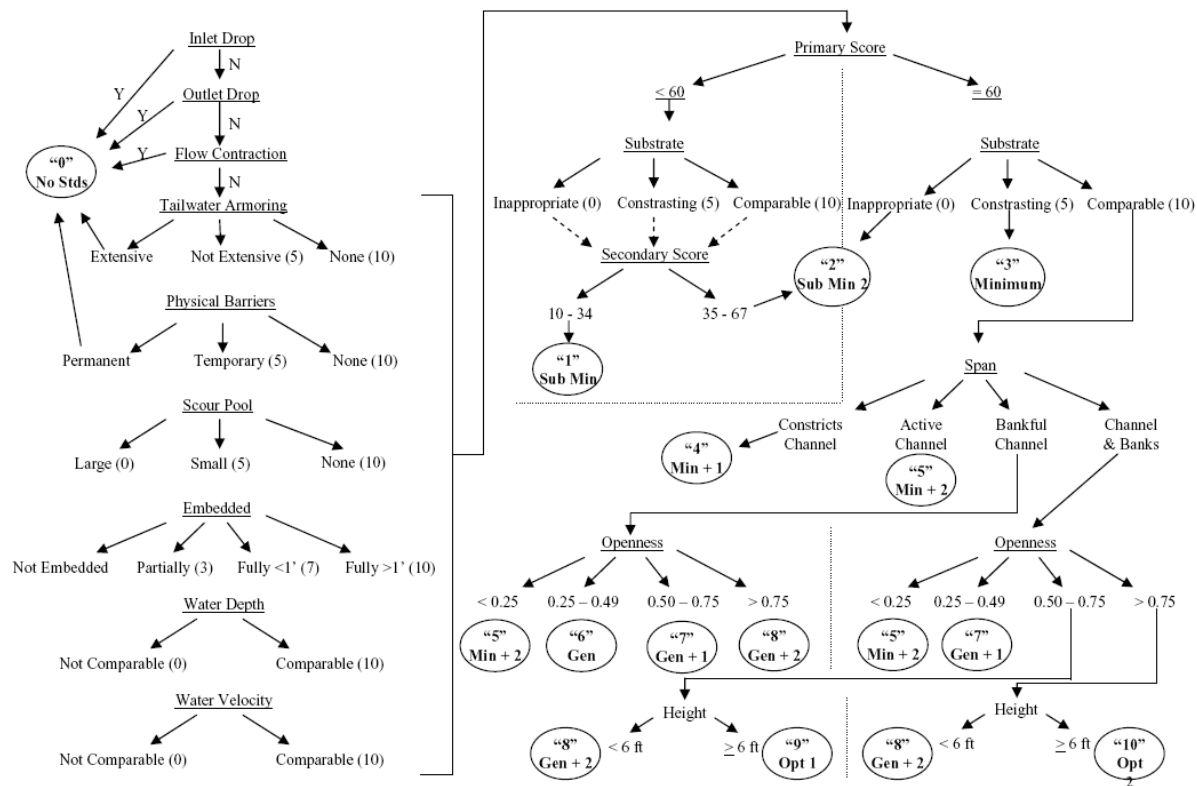 Inlet Drop
N
Y
Outlet Drop
Y
N
Y
Flow Contraction
"0"
No Stds
N
Tailwater Armoring
Extensive
Not Extensive (5)
None (10)
Physical Barriers
Permanent
Temporary (5)
None (10)
Scour Pool
Large (0)
Small (5)
None (10)
Embedded
Not Embedded
Partially (3)
Fully <1' (7)
Fully >1' (10)
Water Depth
Not Comparable (0)
Comparable (10)
Water Velocity
Not Comparable (0)
Comparable (10)
Primary Score
< 60
= 60
Substrate
Inappropriate (0)
Constrasting (5)
Comparable (10)
Secondary Score
10 - 34
35 - 67
"1"
Sub Min
"2"
Sub Min 2
Substrate
Inappropriate (0)
Constrasting (5)
Comparable (10)
"3"
Minimum
Span
Constricts
Channel
Active
Channel
Bankful
Channel
Channel
& Banks
"4"
Min + 1
"5"
Min + 2
Openness
< 0.25
0.25 – 0.49
0.50 – 0.75
> 0.75
"5"
Min + 2
"6"
Gen
"7"
Gen + 1
"8"
Gen + 2
Openness
< 0.25
0.25 – 0.49
0.50 – 0.75
> 0.75
"5"
Min + 2
"7"
Gen + 1
Height
"8"
Gen + 2
< 6 ft
≥ 6 ft
"9"
Opt 1
Height
"8"
Gen + 2
< 6 ft
≥ 6 ft
"10"
Opt
2